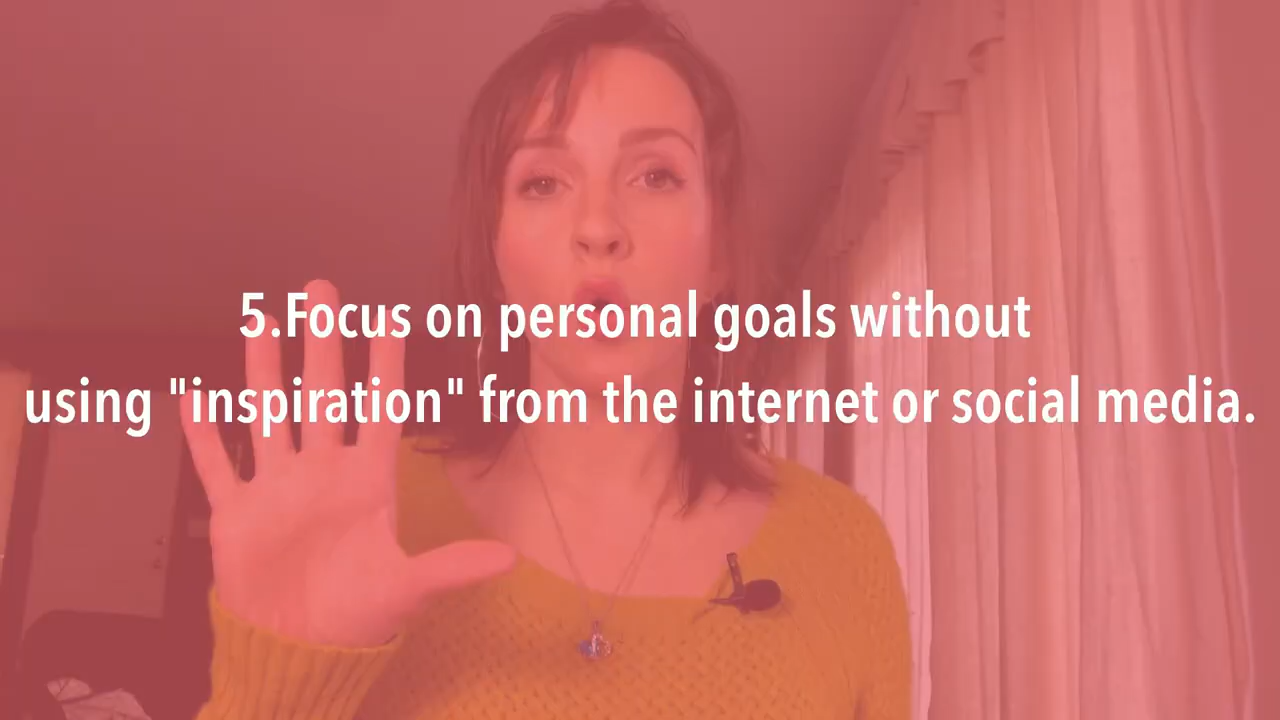 5.Focus on personal goals without
using "inspiration" from the internet or social media.